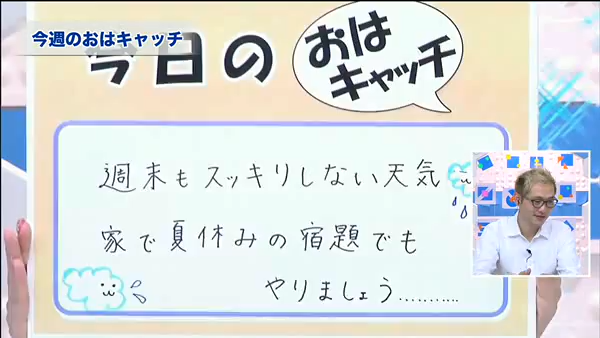 今週のおはキャッチ
今日の
おは
キャッチ
週末もスッキリしない天気
家で夏休みの宿題でも
やりましょう...........